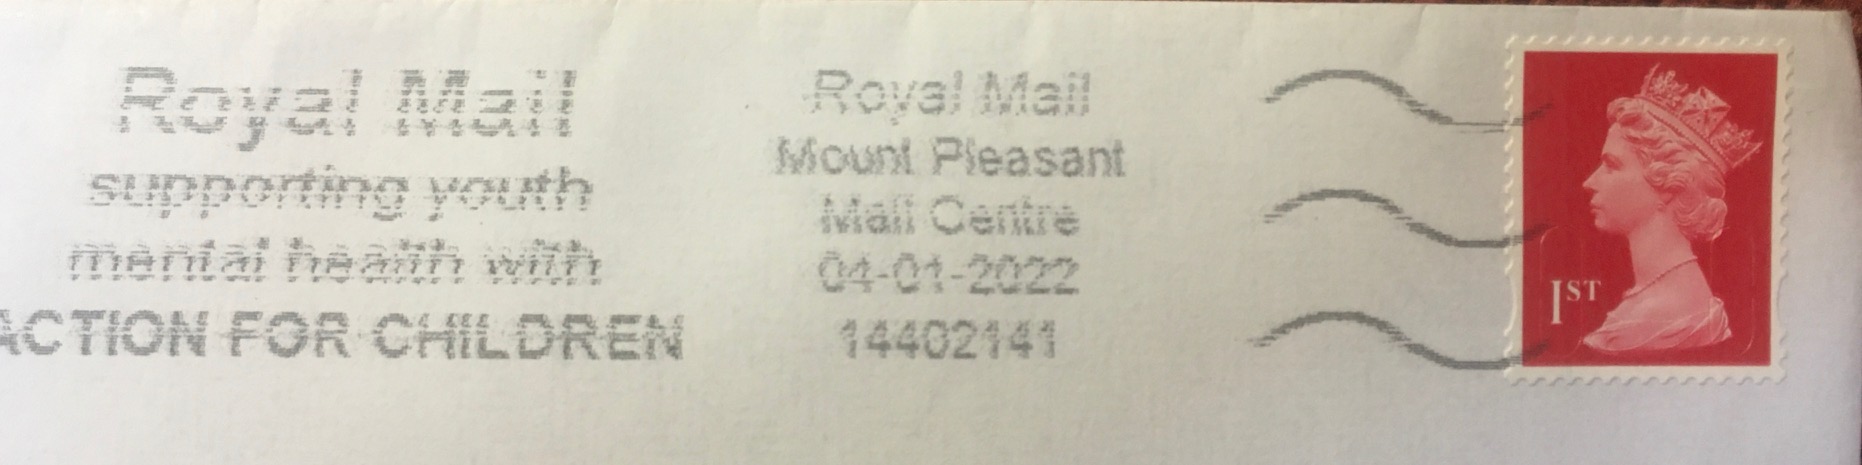 Royal Mail
supporting youth
mental health with
ACTION FOR CHILDREN
Royal Mail
Mount Pleasant
Mail Centre
04-01-2022
14402141
1ST